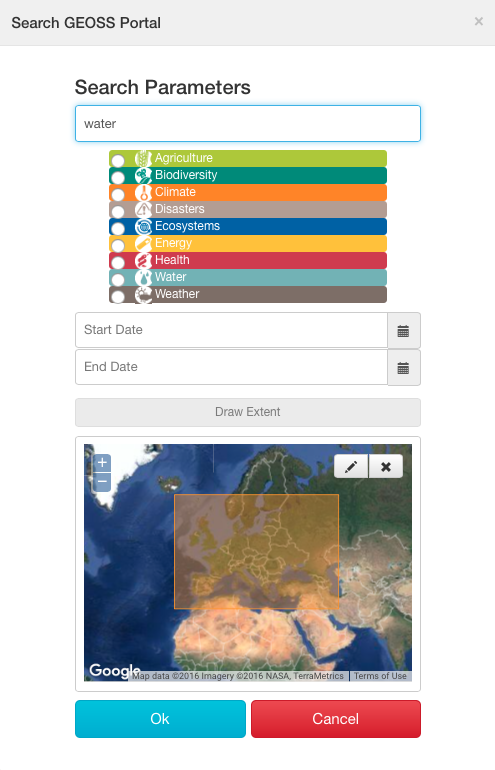 Search GEOSS Portal
×
Search Parameters
water
Agriculture
Biodiversity
Climate
Disasters
Ecosystems
Energy
Health
Water
Weather
Start Date
End Date
Draw Extent
+
−
Google
Map data ©2016 Imagery ©2016 NASA, TerraMetrics
Terms of Use
Ok
Cancel